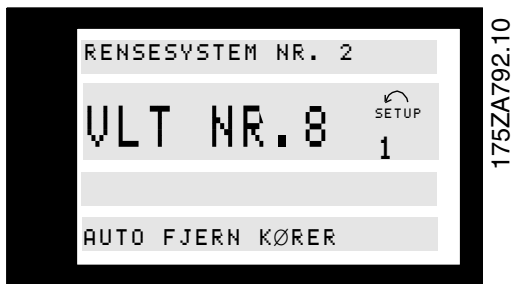 RENSESYSTEM NR. 2
VLT NR.8
SETUP
1
AUTO FJERN KØRER
175ZA792.10